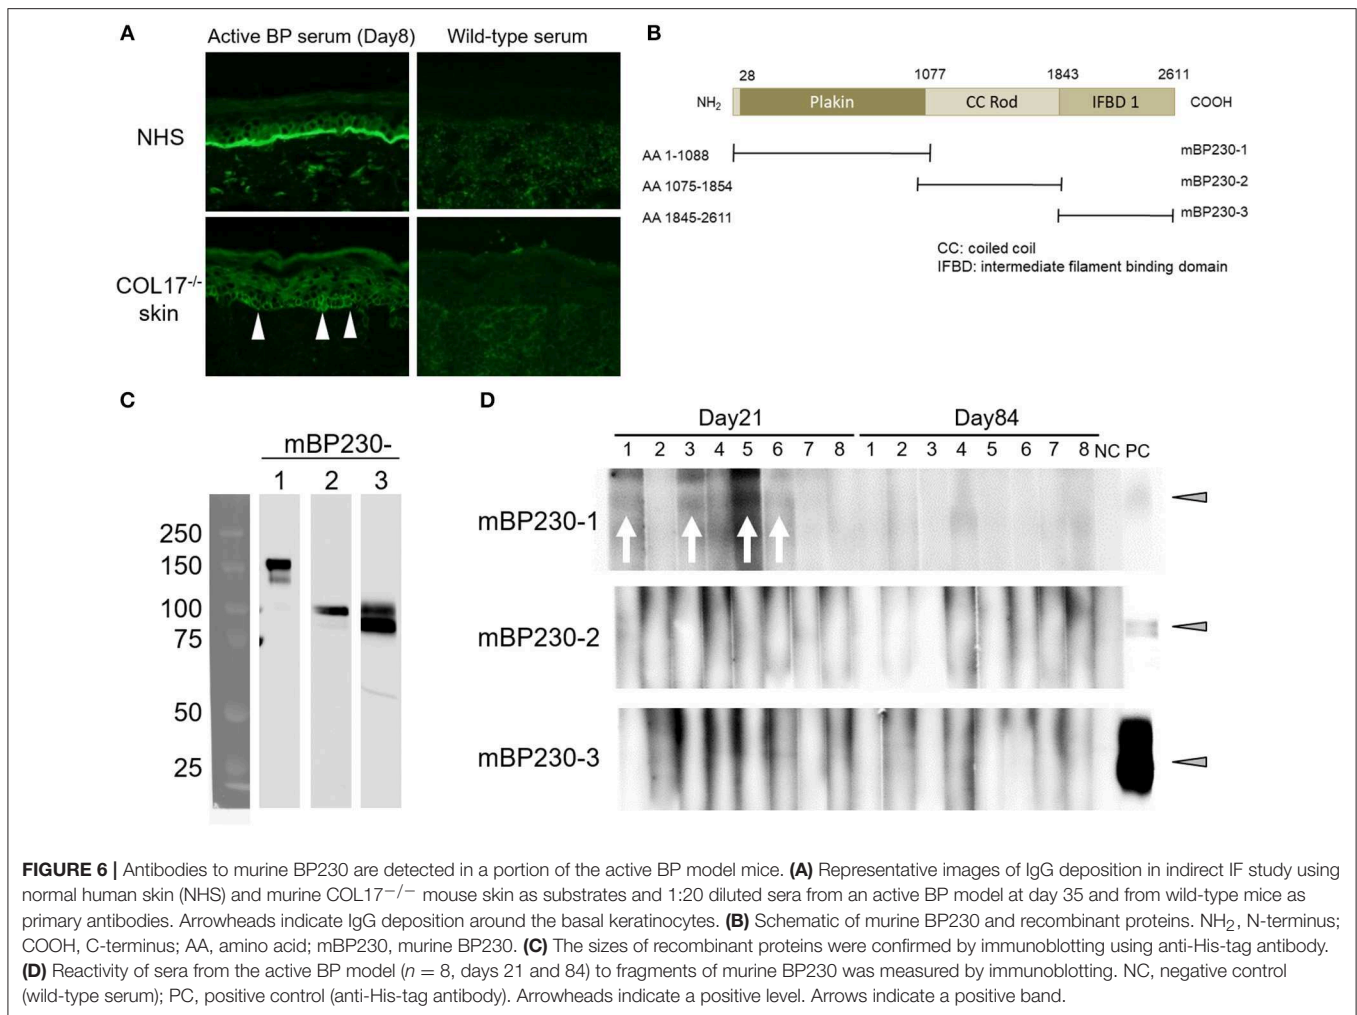 A
Active BP serum (Day8) Wild-type serum
NHS
COL17-/-
skin
B
28 1077 1843 2611
NH2 Plakin CC Rod IFBD 1 COOH
AA 1-1088 mBP230-1
AA 1075-1854 mBP230-2
AA 1845-2611 mBP230-3
CC: coiled coil
IFBD: intermediate filament binding domain
C
mBP230-
1 2 3
250
150
100
75
50
25
D
Day21 Day84
1 2 3 4 5 6 7 8 1 2 3 4 5 6 7 8 NC PC
mBP230-1
mBP230-2
mBP230-3
FIGURE 6 | Antibodies to murine BP230 are detected in a portion of the active BP model mice. (A) Representative images of IgG deposition in indirect IF study using
normal human skin (NHS) and murine COL17−/− mouse skin as substrates and 1:20 diluted sera from an active BP model at day 35 and from wild-type mice as
primary antibodies. Arrowheads indicate IgG deposition around the basal keratinocytes. (B) Schematic of murine BP230 and recombinant proteins. NH2, N-terminus;
COOH, C-terminus; AA, amino acid; mBP230, murine BP230. (C) The sizes of recombinant proteins were confirmed by immunoblotting using anti-His-tag antibody.
(D) Reactivity of sera from the active BP model (n = 8, days 21 and 84) to fragments of murine BP230 was measured by immunoblotting. NC, negative control
(wild-type serum); PC, positive control (anti-His-tag antibody). Arrowheads indicate a positive level. Arrows indicate a positive band.